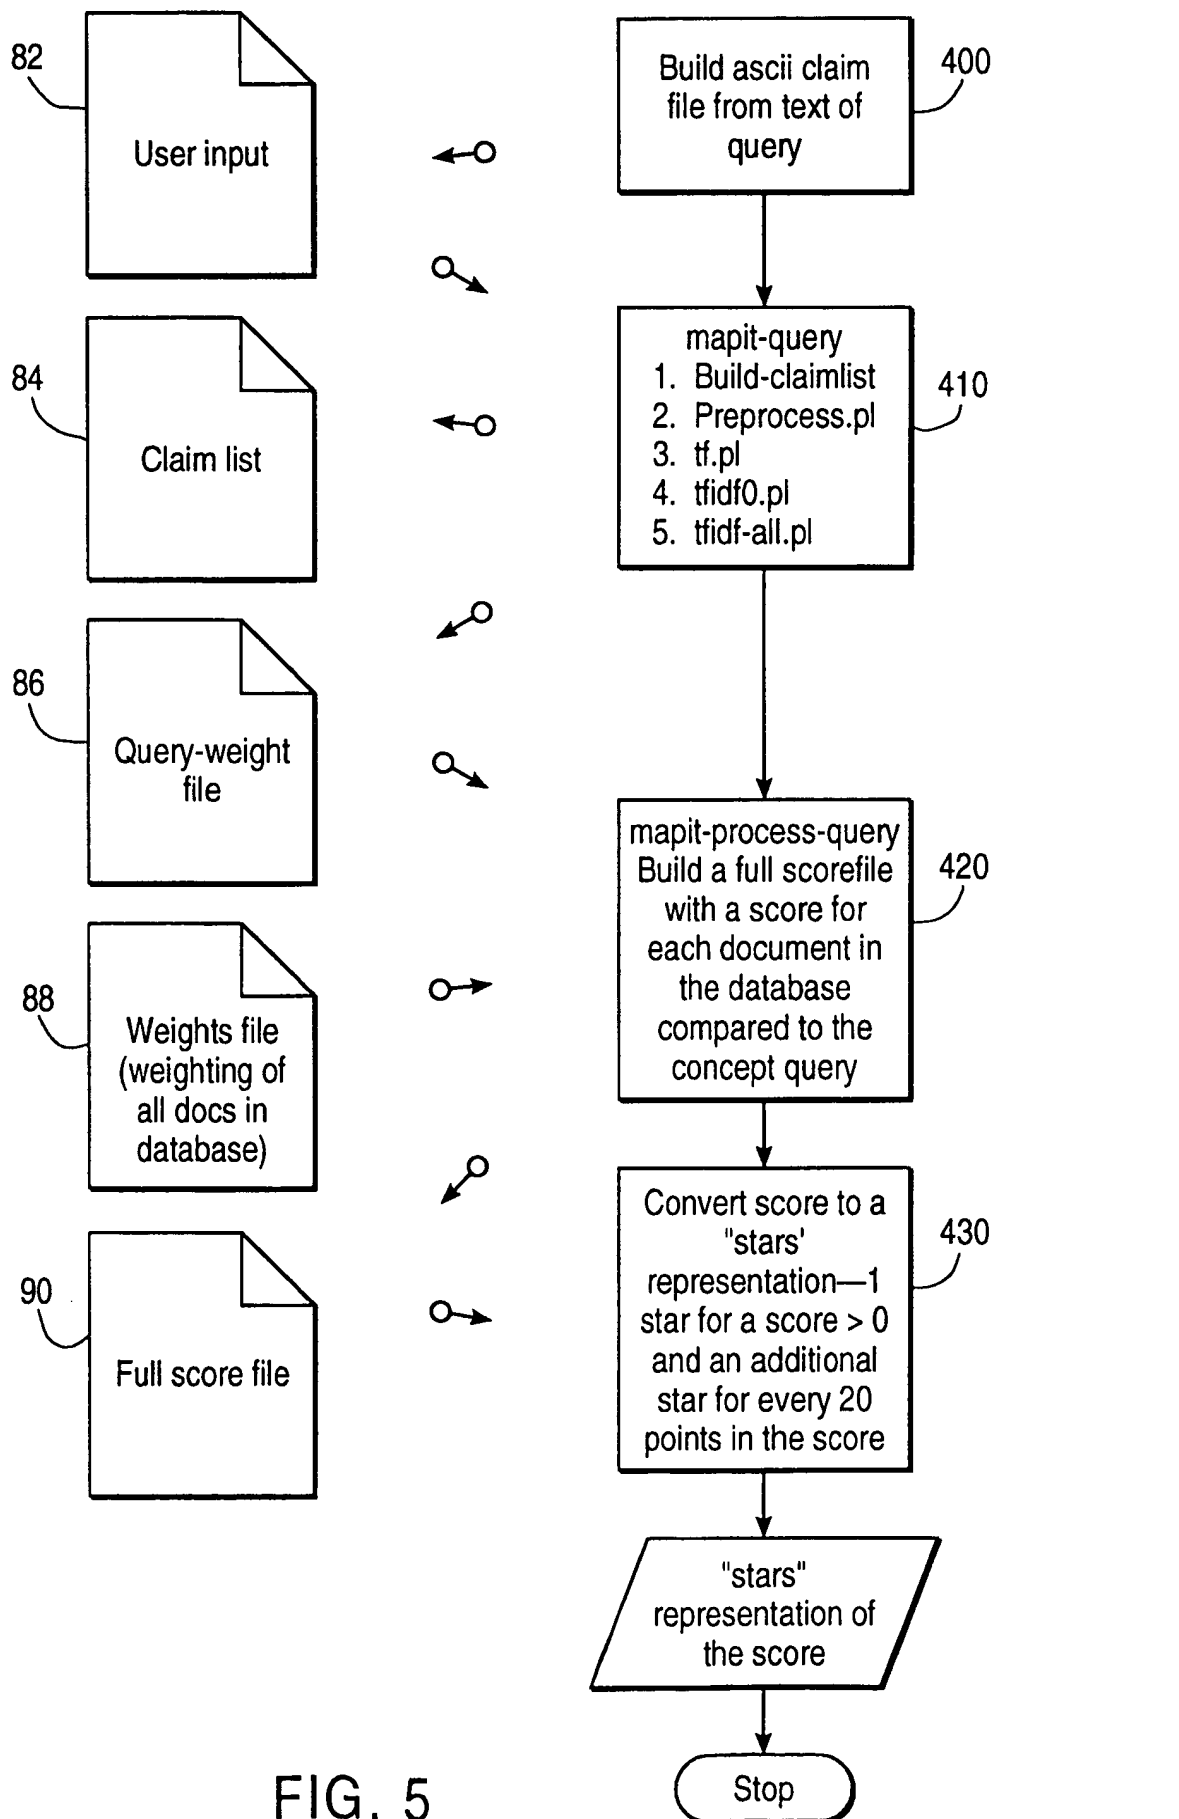 82
User input
84
Claim list
86
Query-weight
file
88
Weights file
(weighting of
all docs in
database)
90
Full score file
400
Build ascii claim
file from text of
query
410
mapit-query
1. Build-claimlist
2. Preprocess.pl
3. tf.pl
4. tfidf0.pl
5. tfidf-all.pl
420
mapit-process-query
Build a full scorefile
with a score for
each document in
the database
compared to the
concept query
430
Convert score to a
"stars'
representation—1
star for a score > 0
and an additional
star for every 20
points in the score
"stars"
representation of
the score
Stop
FIG. 5